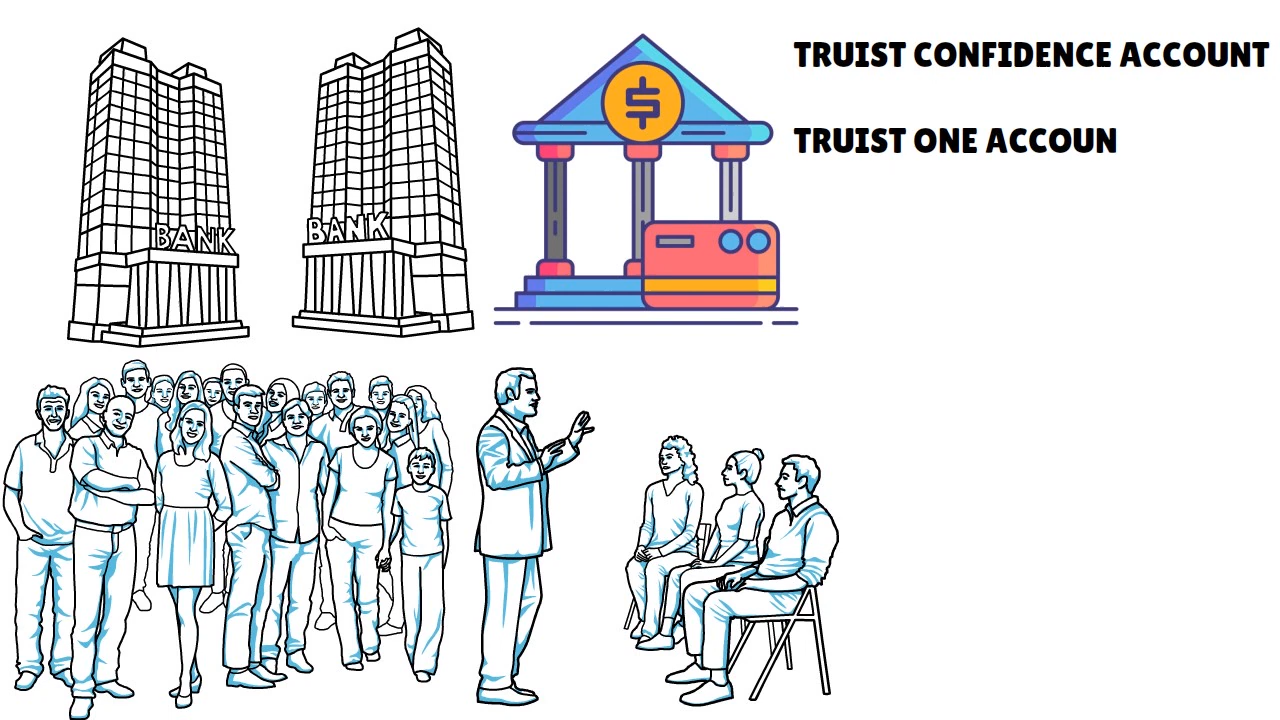 TRUIST CONFIDENCE ACCOUNT
TRUIST ONE ACCOUN
BANK
BANK
$